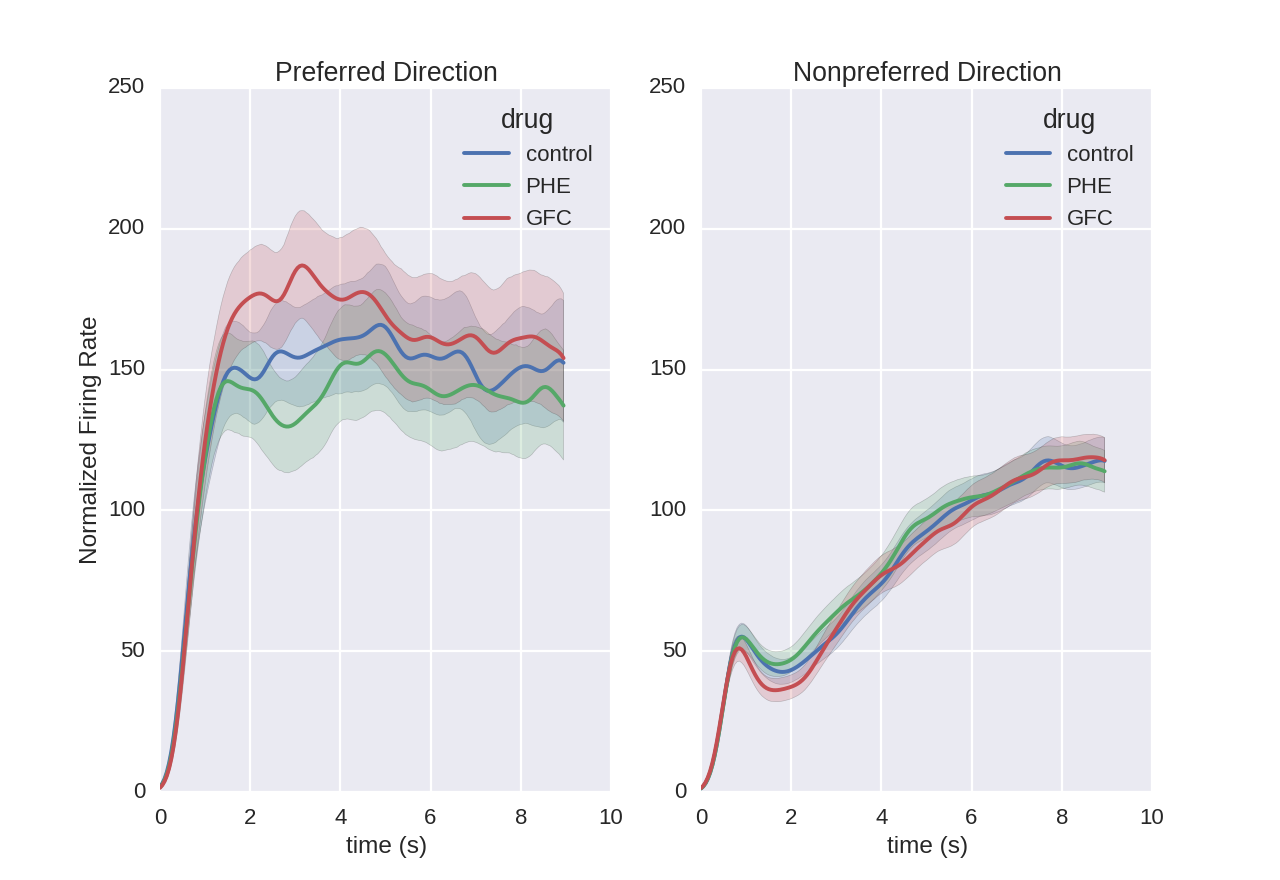 Preferred Direction
250
200
150
100
50
0
Normalized Firing Rate
drug
control
PHE
GFC
0 2 4 6 8 10
time (s)
Nonpreferred Direction
250
200
150
100
50
0
drug
control
PHE
GFC
0 2 4 6 8 10
time (s)